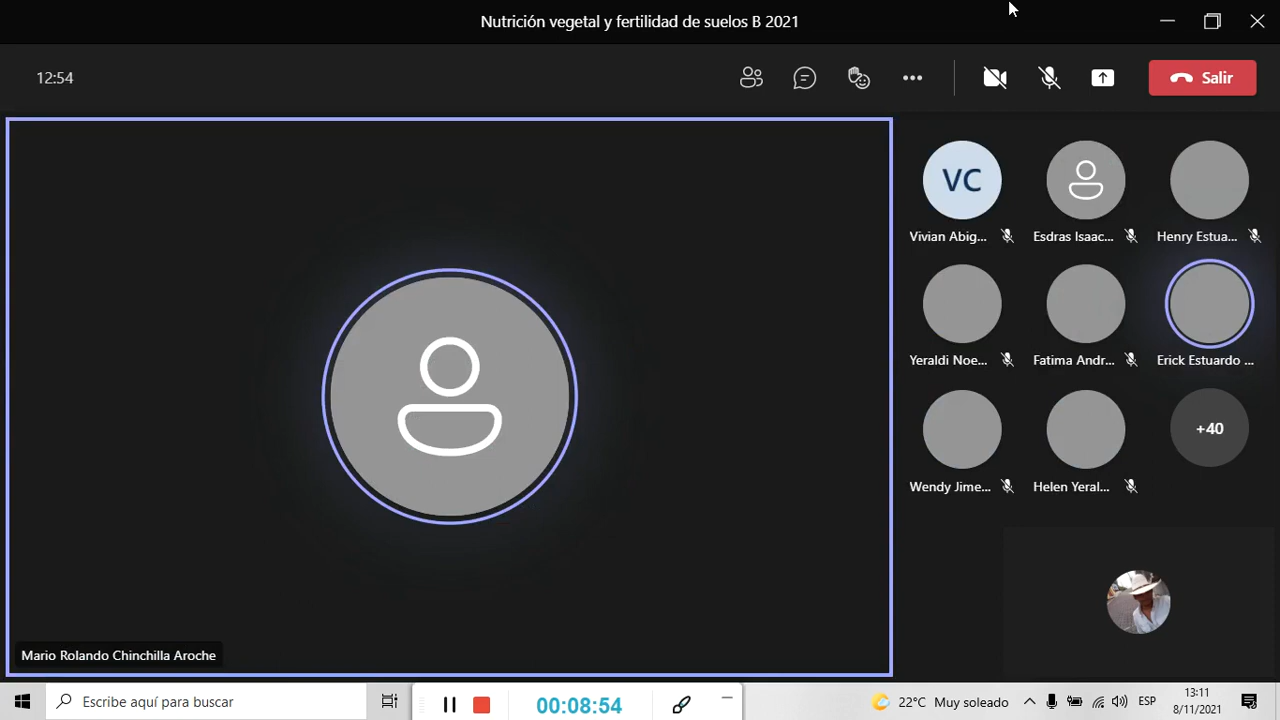 Nutrición vegetal y fertilidad de suelos B 2021
12:54
Salir
VC
Vivian Abig...
Esdras Isaac...
Henry Estua...
Yeraldi Noe...
Fatima Andr...
Erick Estuardo ...
+40
Wendy Jime...
Helen Yeral...
Mario Rolando Chinchilla Aroche
Escribe aquí para buscar
00:08:54
22°C Muy soleado
ESP
13:11
8/11/2021